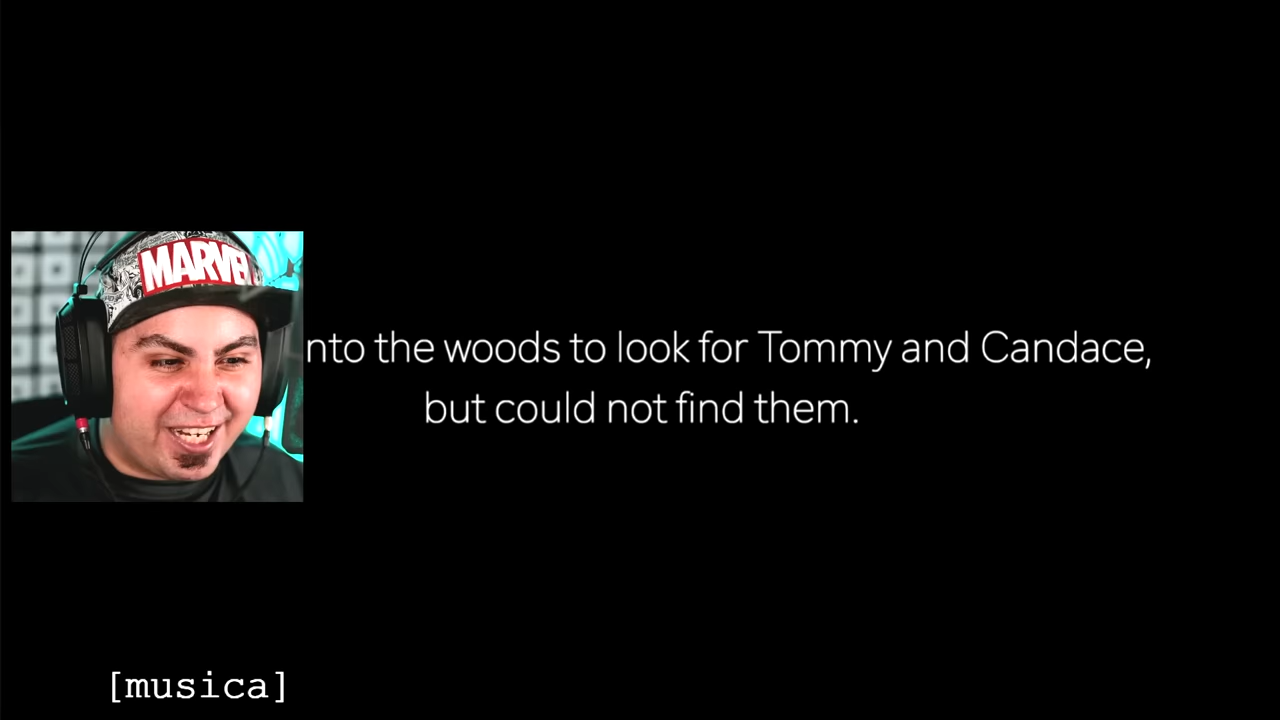 MARVEL
nto the woods to look for Tommy and Candace,
but could not find them.
[musica]